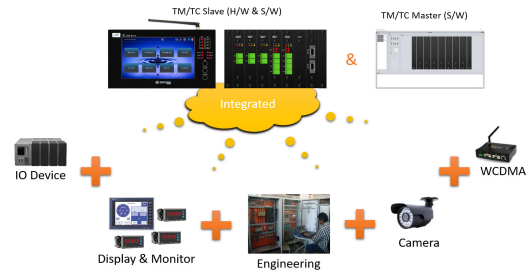 TM/TC Slave (H/W & S/W)
TM/TC Master (S/W)
&
Integrated
IO Device
WCDMA
Display & Monitor
Engineering
Camera